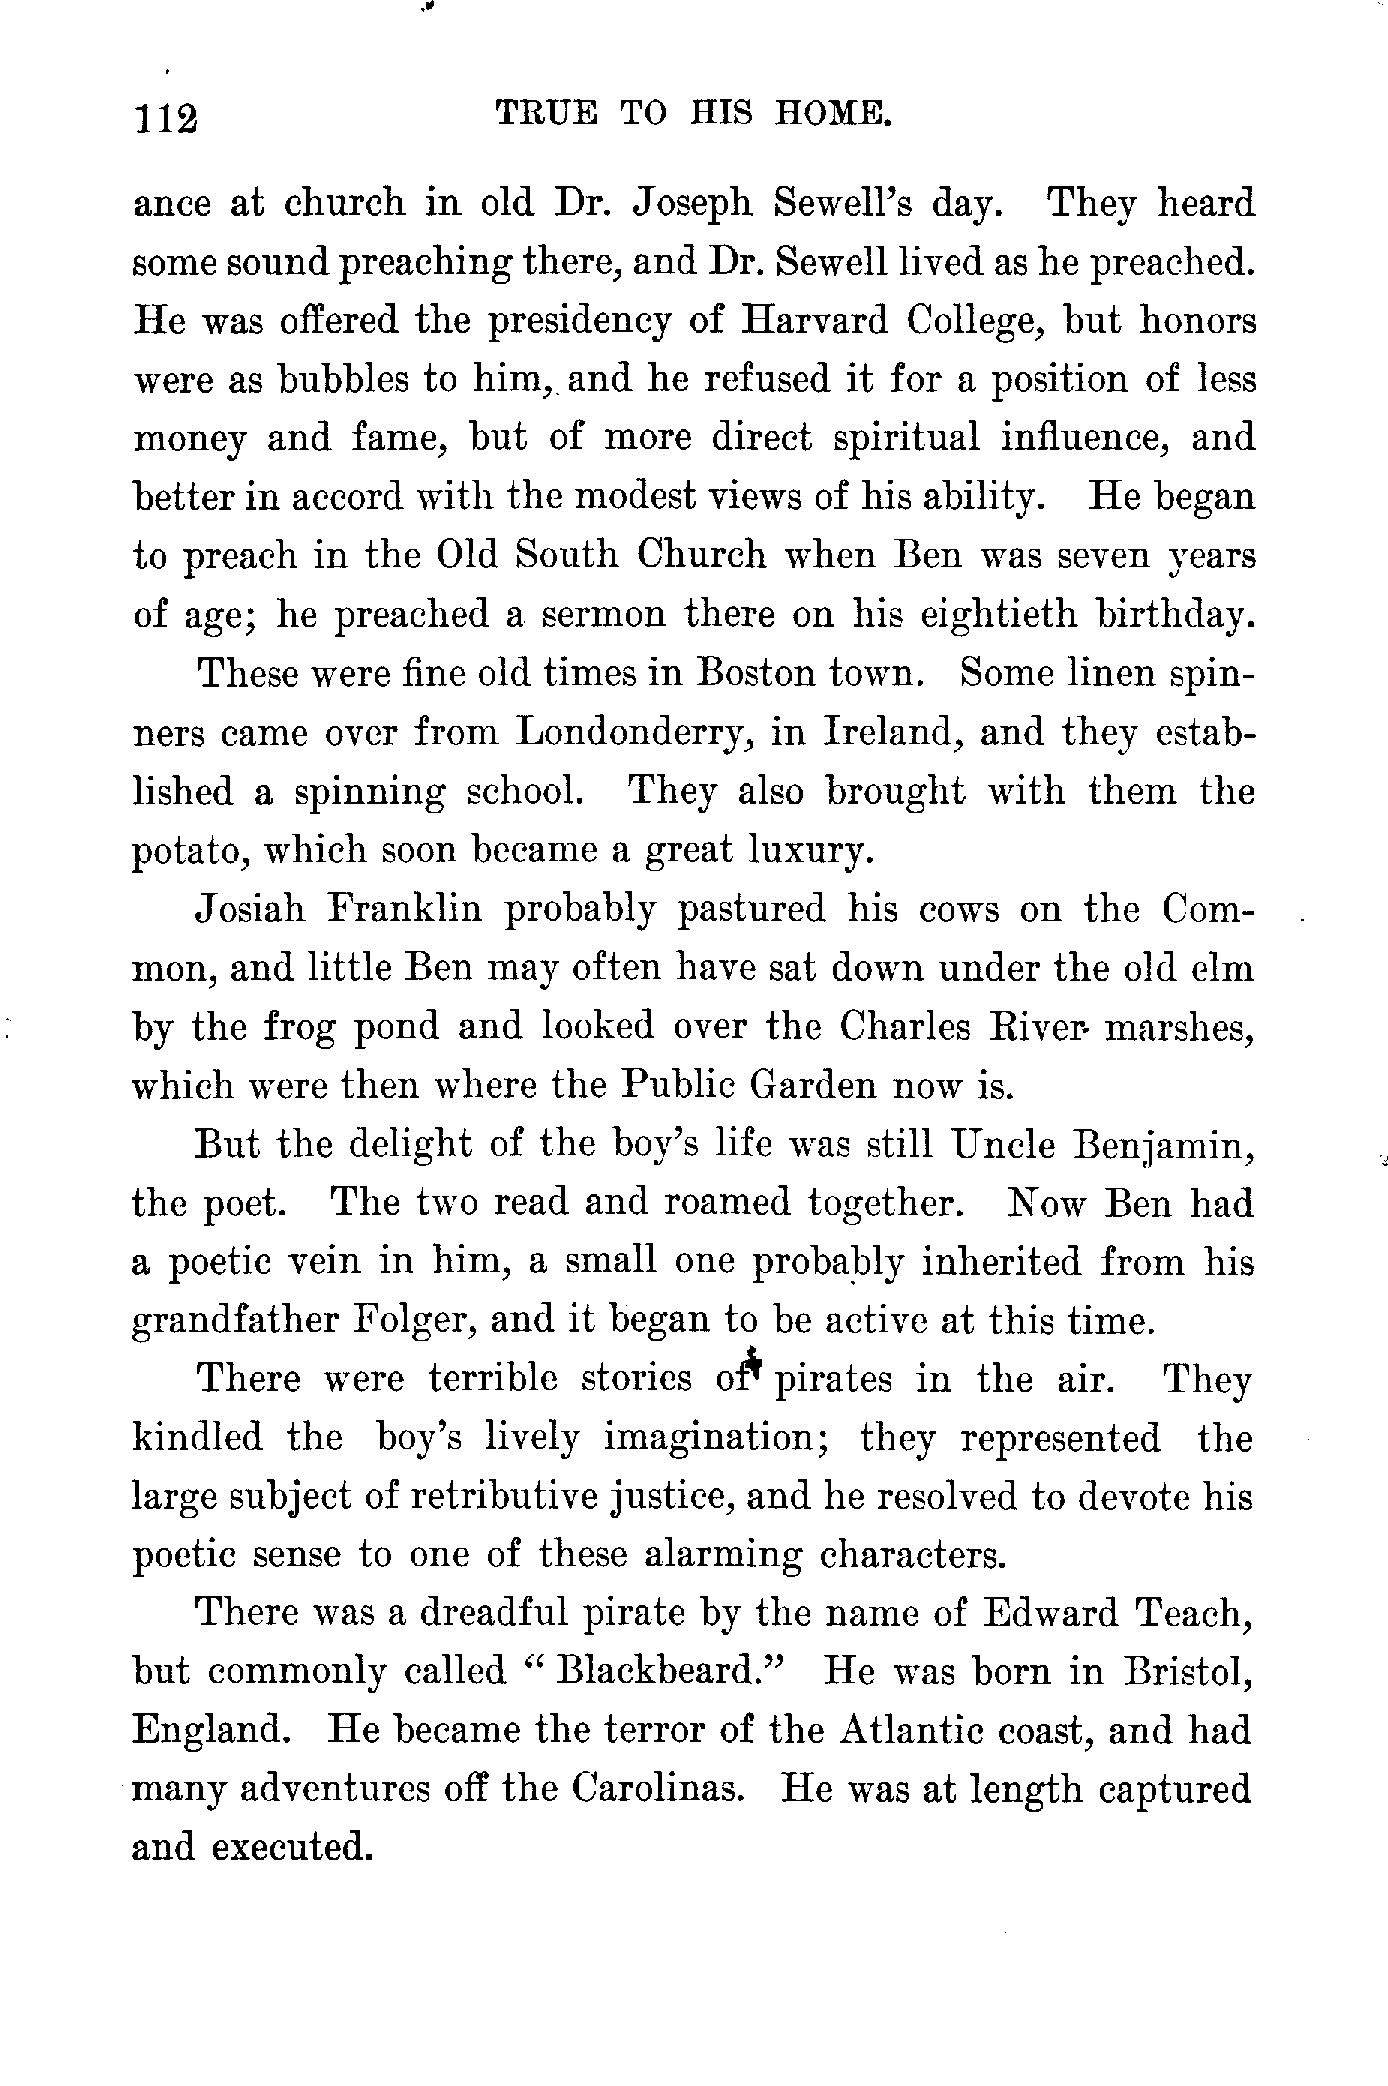 112 TRUE TO HIS HOME.
ance at church in old Dr. Joseph Sewell's day. They heard
some sound preaching there, and Dr. Sewell lived as he preached.
He was offered the presidency of Harvard College, but honors
were as bubbles to him, and he refused it for a position of less
money and fame, but of more direct spiritual influence, and
better in accord with the modest views of his ability. He began
to preach in the Old South Church when Ben was seven years
of age; he preached a sermon there on his eightieth birthday.
These were fine old times in Boston town. Some linen spin-
ners came over from Londonderry, in Ireland, and they estab-
lished a spinning school. They also brought with them the
potato, which soon became a great luxury.
Josiah Franklin probably pastured his cows on the Com-
mon, and little Ben may often have sat down under the old elm
by the frog pond and looked over the Charles River marshes,
which were then where the Public Garden now is.
But the delight of the boy's life was still Uncle Benjamin,
the poet. The two read and roamed together. Now Ben had
a poetic vein in him, a small one probably inherited from his
grandfather Folger, and it began to be active at this time.
There were terrible stories of pirates in the air. They
kindled the boy's lively imagination; they represented the
large subject of retributive justice, and he resolved to devote his
poetic sense to one of these alarming characters.
There was a dreadful pirate by the name of Edward Teach,
but commonly called “ Blackbeard.” He was born in Bristol,
England. He became the terror of the Atlantic coast, and had
many adventures off the Carolinas. He was at length captured
and executed.